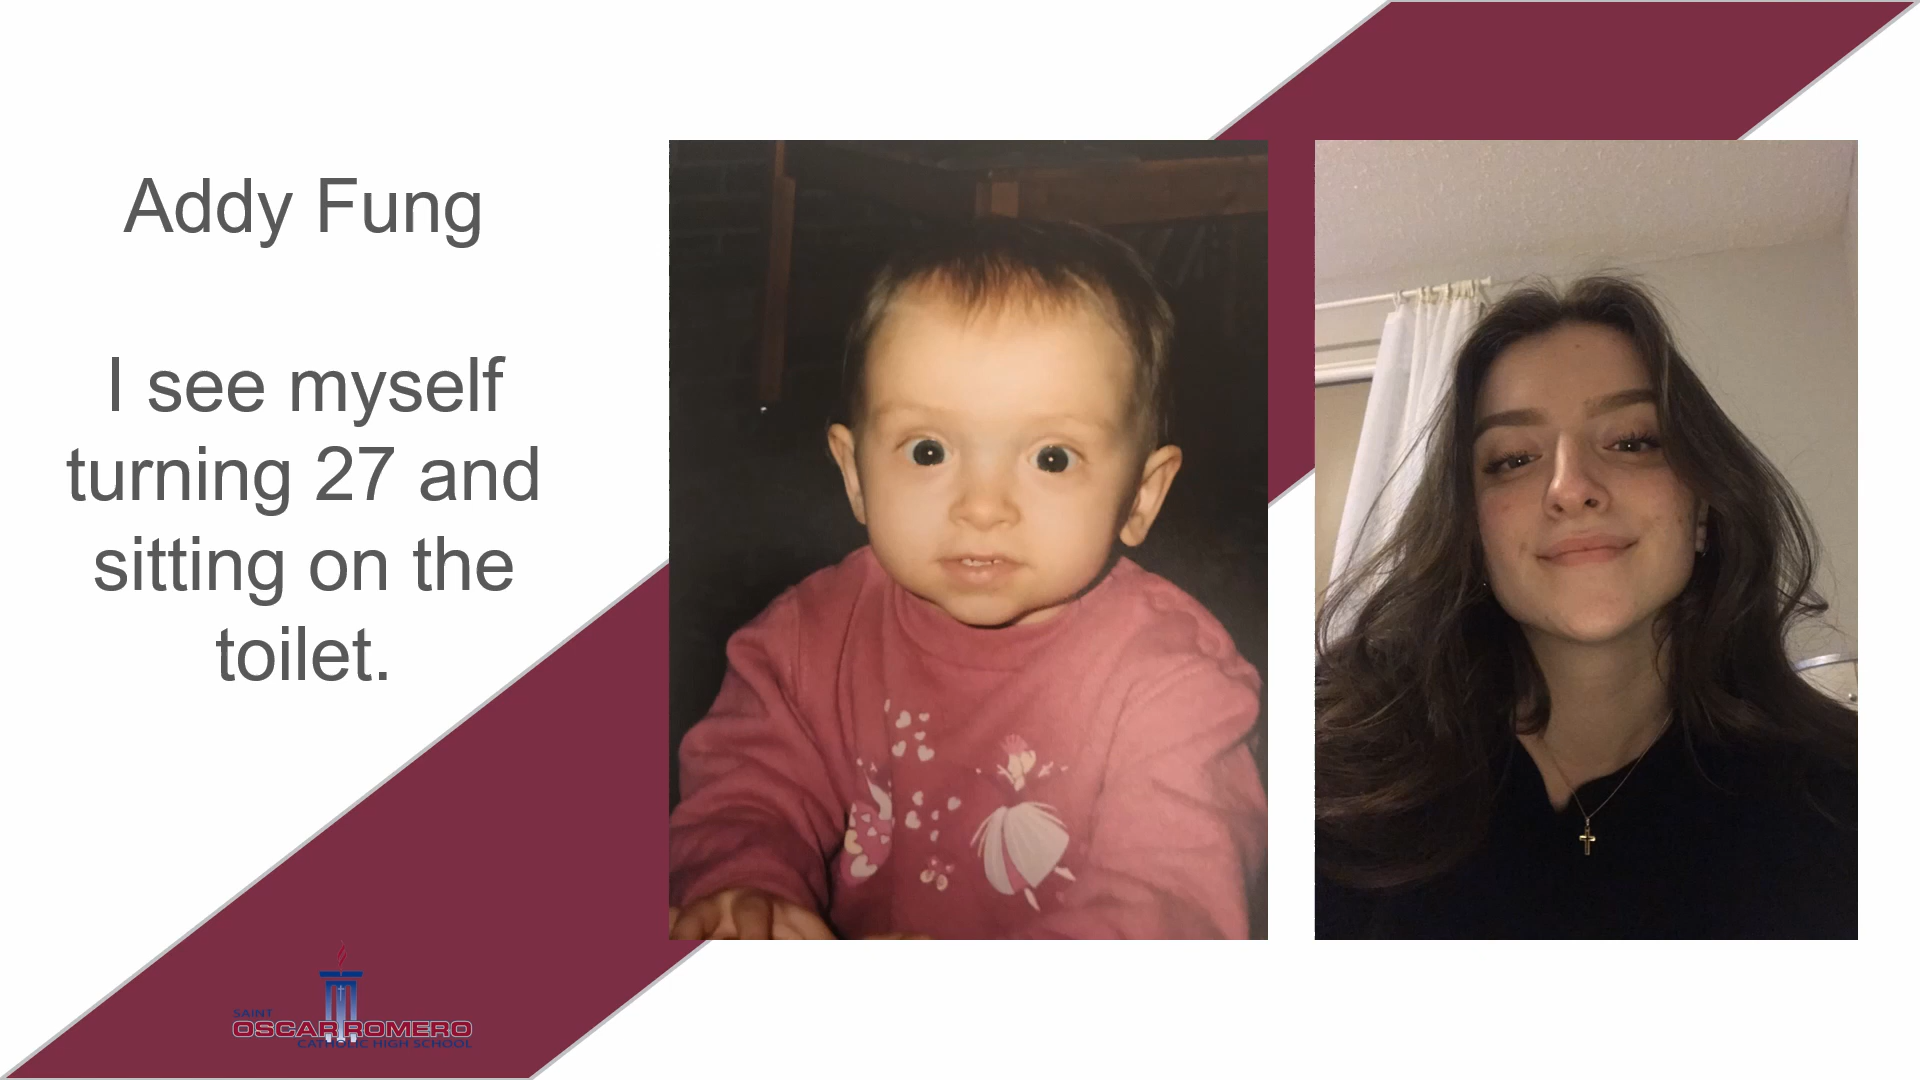 Addy Fung
I see myself
turning 27 and
sitting on the
toilet.
SAINT
OSCAR ROMERO
CATHOLIC HIGH SCHOOL